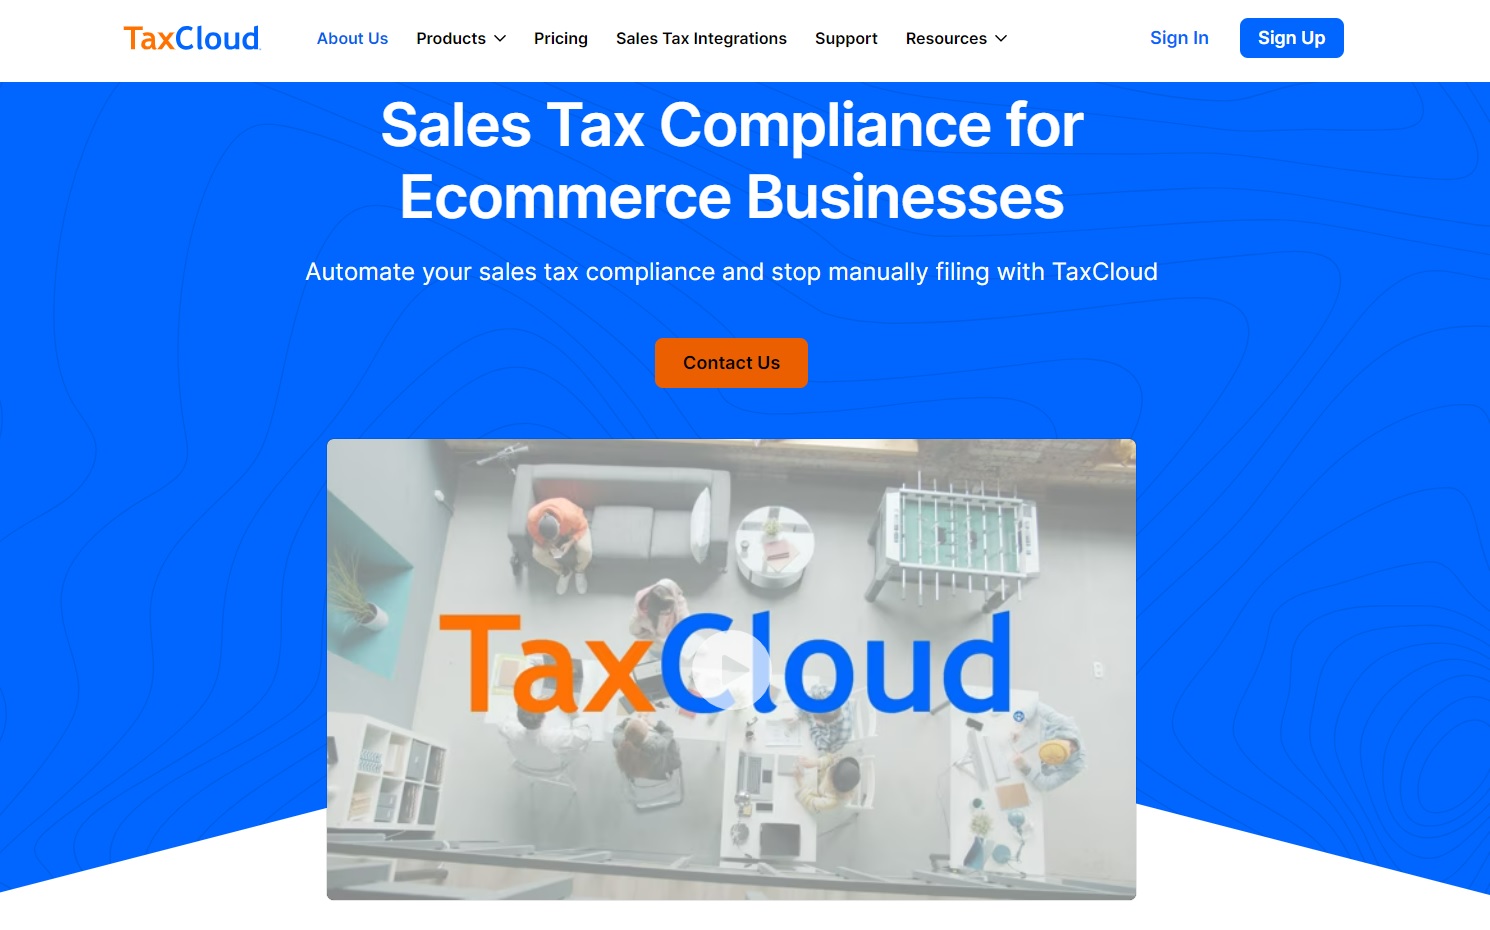 TaxCloud
About Us
Products
Pricing
Sales Tax Integrations
Support
Resources
Sign In
Sign Up
Sales Tax Compliance for
Ecommerce Businesses
Automate your sales tax compliance and stop manually filing with TaxCloud
Contact Us
TaxCloud